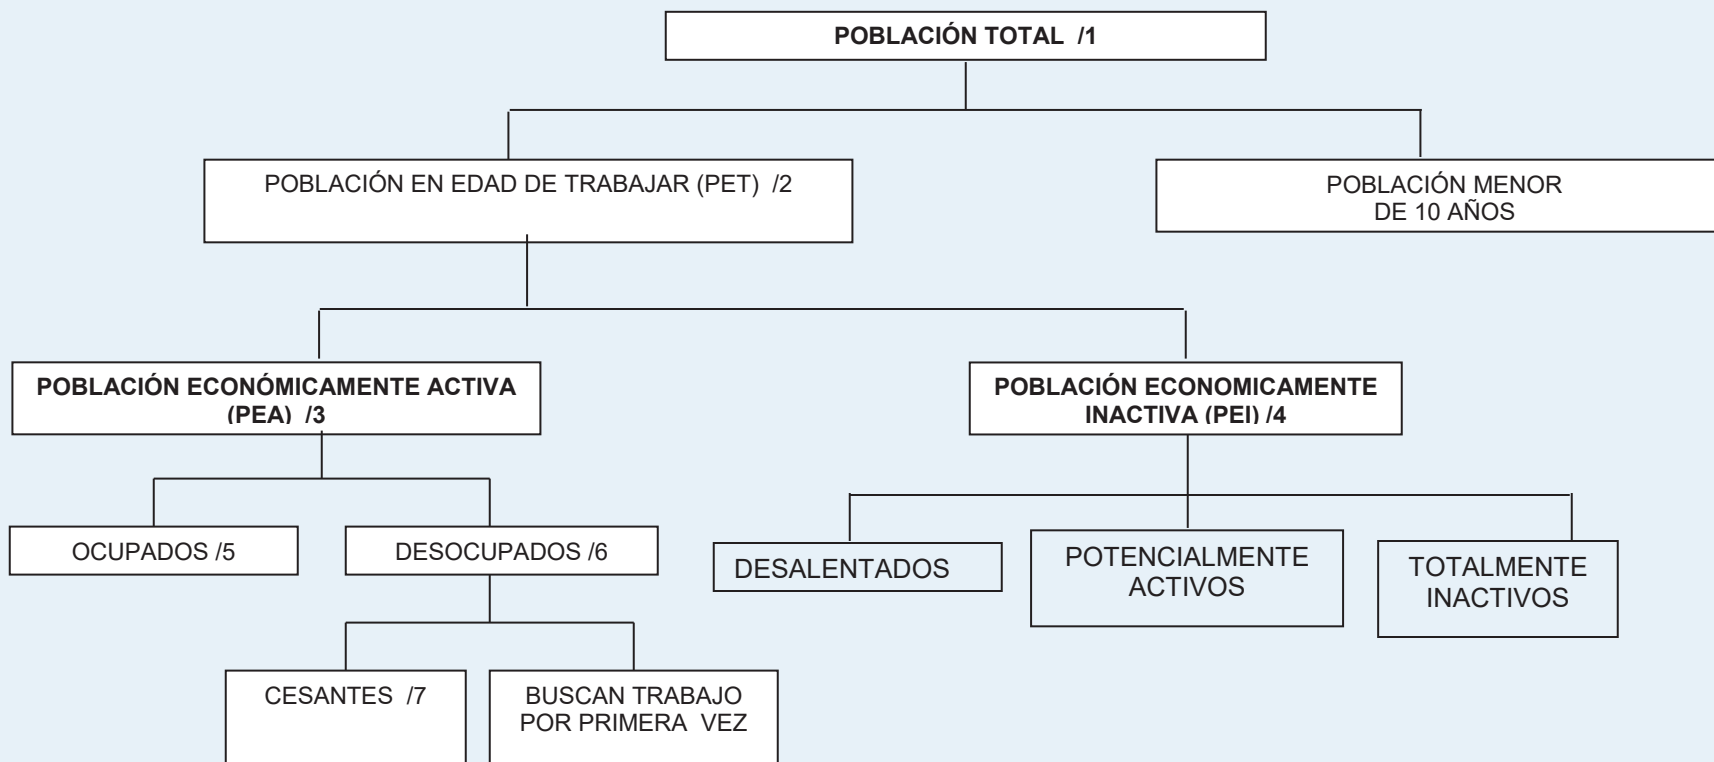 POBLACIÓN TOTAL /1
POBLACIÓN EN EDAD DE TRABAJAR (PET) /2
POBLACIÓN MENOR
DE 10 AÑOS
POBLACIÓN ECONÓMICAMENTE ACTIVA
(PEA) /3
POBLACIÓN ECONOMICAMENTE
INACTIVA (PEI) /4
OCUPADOS /5
DESOCUPADOS /6
DESALENTADOS
POTENCIALMENTE
ACTIVOS
TOTALMENTE
INACTIVOS
CESANTES /7
BUSCAN TRABAJO
POR PRIMERA VEZ